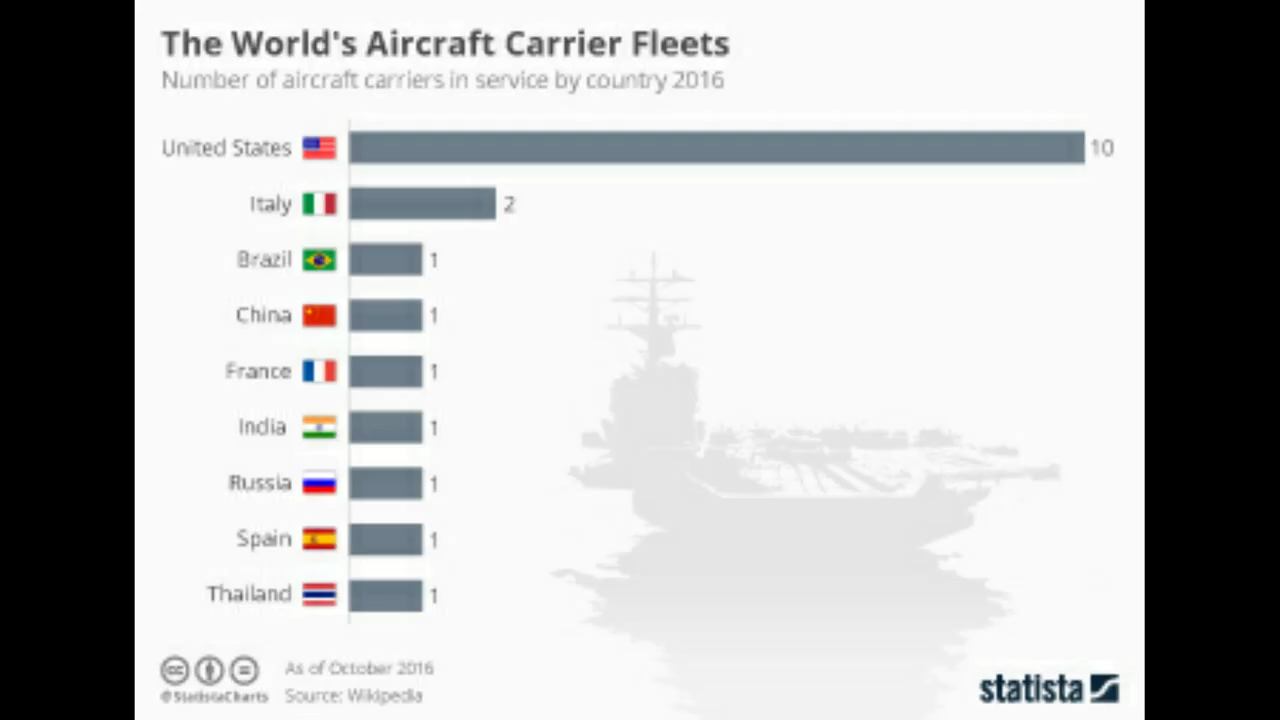 The World's Aircraft Carrier Fleets
Number of aircraft carriers in service by country 2016
United States 10
Italy 2
Brazil 1
China 1
France 1
India 1
Russia 1
Spain 1
Thailand 1
As of October 2016
@StatistaCharts Source: Wikipedia
statista